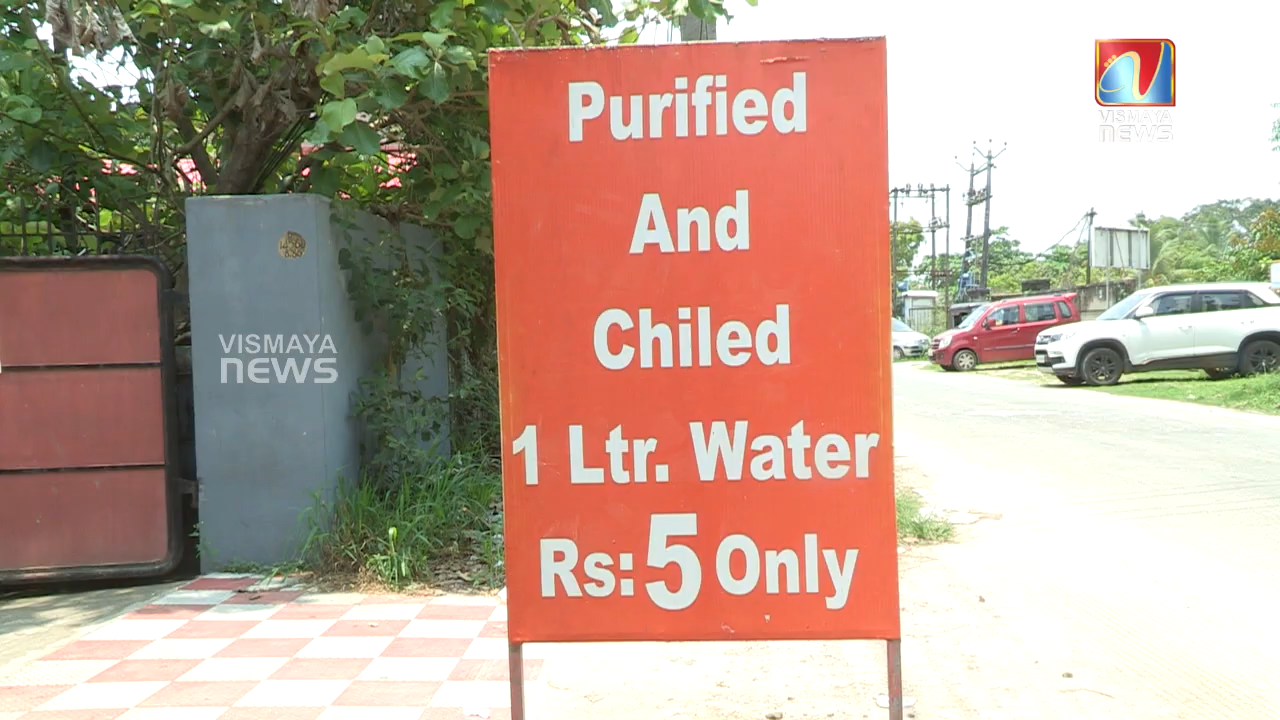 Purified
And
Chiled
1 Ltr. Water
Rs: 5 Only
VISMAYA
NEWS
VISMAYA
NEWS